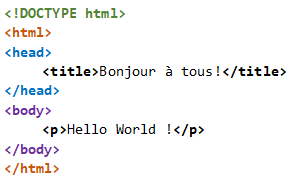 <!DOCTYPE html>
<html>
<head>
<title>Bonjour à tous!</title>
</head>
<body>
<p>Hello World !</p>
</body>
</html>